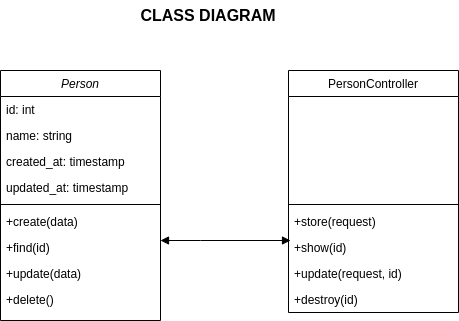 CLASS DIAGRAM
Person
id: int
name: string
created_at: timestamp
updated_at: timestamp
+create(data)
+find(id)
+update(data)
+delete()
PersonController
+store(request)
+show(id)
+update(request, id)
+destroy(id)